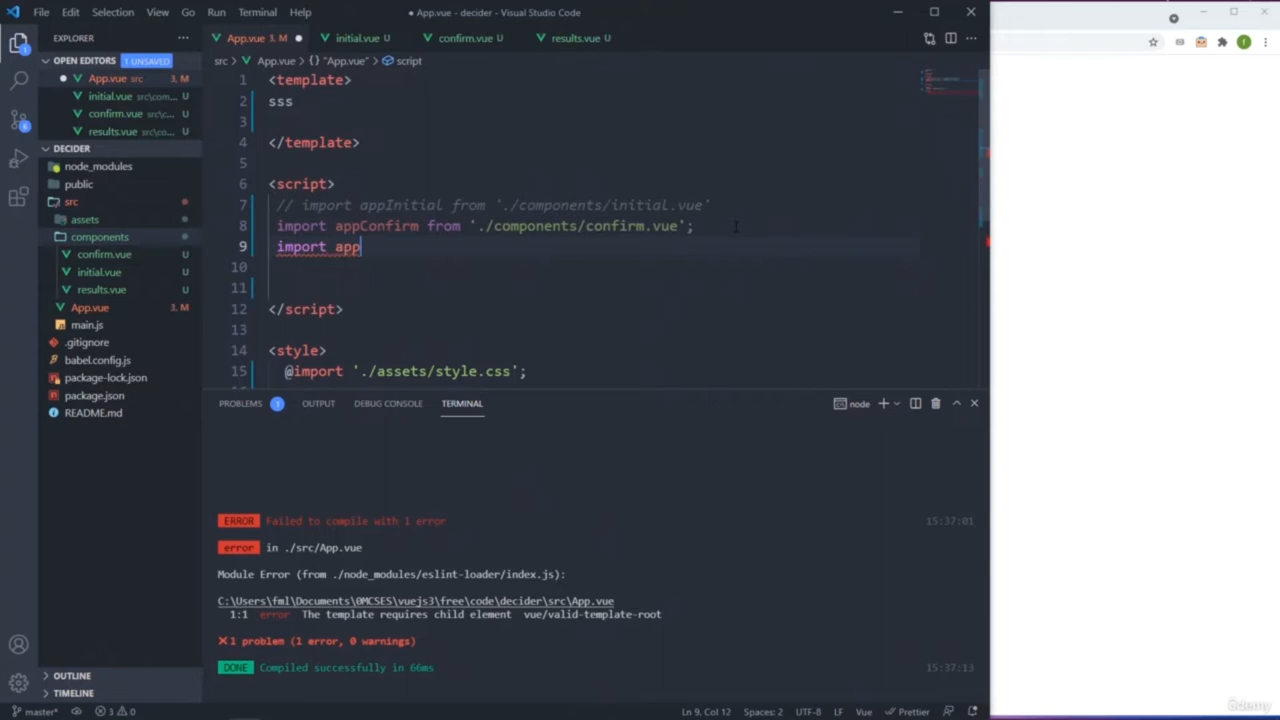 File Edit Selection View Go Run Terminal Help
● App.vue - decider - Visual Studio Code
EXPLORER ...
App.vue 3, M ●
initial.vue U
confirm.vue U
results.vue U
OPEN EDITORS 1 UNSAVED
● App.vue src 3, M
initial.vue src\com... U
confirm.vue src\c... U
results.vue src\co... U
DECIDER
node_modules
public
src
assets
components
confirm.vue U
initial.vue U
results.vue U
App.vue 3, M
main.js
.gitignore
babel.config.js
package-lock.json
package.json
README.md
OUTLINE
TIMELINE
src > App.vue > {} "App.vue" > script
1 <template>
2 sss
3
4 </template>
5
6 <script>
7 // import appInitial from './components/initial.vue'
8 import appConfirm from './components/confirm.vue';
9 import app
10
11
12 </script>
13
14 <style>
15 @import './assets/style.css';
PROBLEMS 1 OUTPUT DEBUG CONSOLE TERMINAL
node
ERROR Failed to compile with 1 error 15:37:01
error in ./src/App.vue
Module Error (from ./node_modules/eslint-loader/index.js):
C:\Users\fml\Documents\0MCSES\vuejs3\free\code\decider\src\App.vue
1:1 error The template requires child element vue/valid-template-root
✕1 problem (1 error, 0 warnings)
DONE Compiled successfully in 66ms 15:37:13
master* 3 0
Ln 9, Col 12 Spaces: 2 UTF-8 LF Vue Prettier
ûdemy